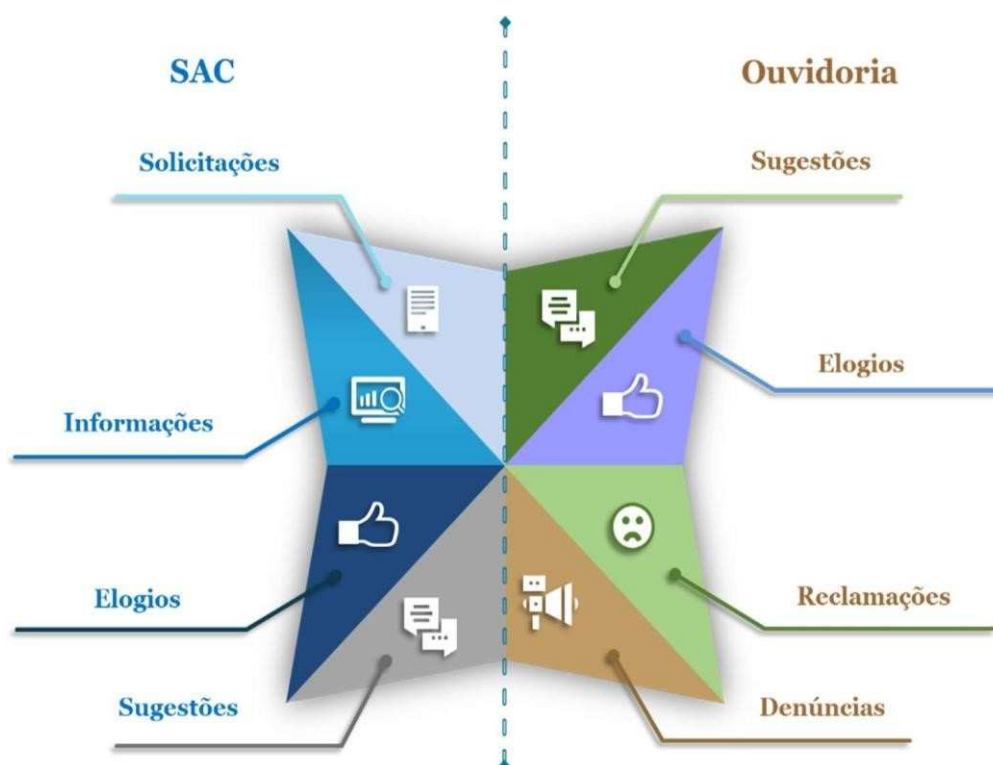 SAC
Solicitações
Informações
Elogios
Sugestões
Ouvidoria
Sugestões
Elogios
Reclamações
Denúncias